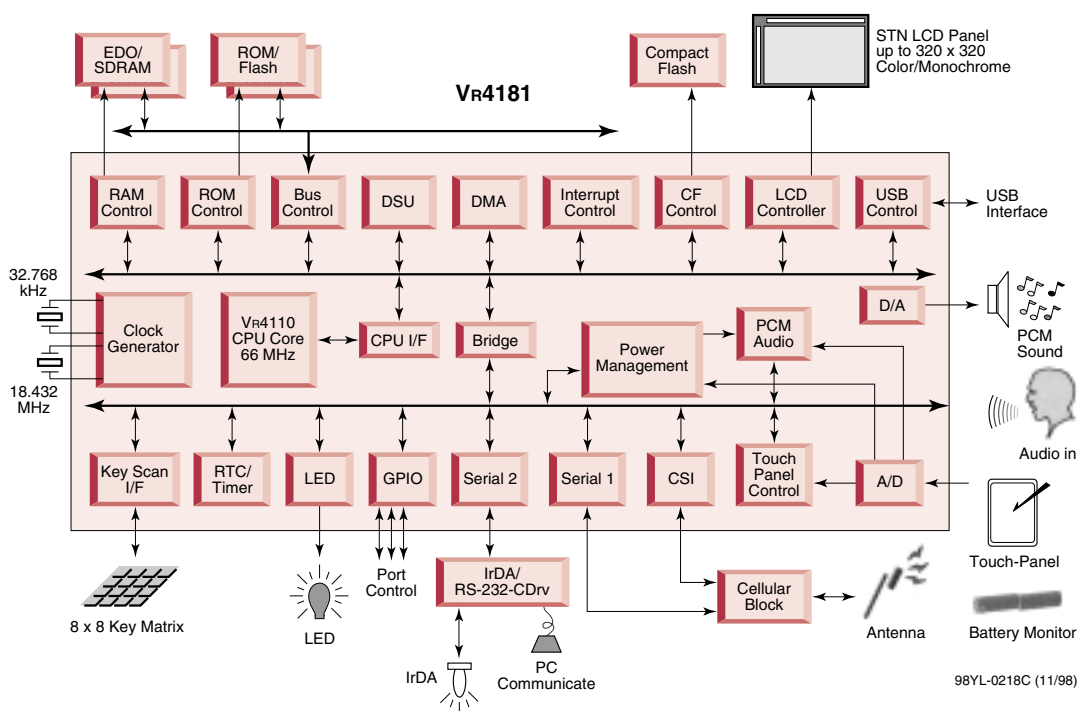 EDO/
SDRAM
ROM/
Flash
VR4181
Compact
Flash
STN LCD Panel
up to 320 x 320
Color/Monochrome
RAM
Control
ROM
Control
Bus
Control
DSU
DMA
Interrupt
Control
CF
Control
LCD
Controller
USB
Control
USB
Interface
32.768
kHz
18.432
MHz
Clock
Generator
VR4110
CPU Core
66 MHz
CPU I/F
Bridge
Power
Management
PCM
Audio
D/A
PCM
Sound
Audio in
Key Scan
I/F
RTC/
Timer
LED
GPIO
Serial 2
Serial 1
CSI
Touch
Panel
Control
A/D
Touch-Panel
8 x 8 Key Matrix
LED
Port
Control
IrDA/
RS-232-CDrv
IrDA
PC
Communicate
Cellular
Block
Antenna
Battery Monitor
98YL-0218C (11/98)